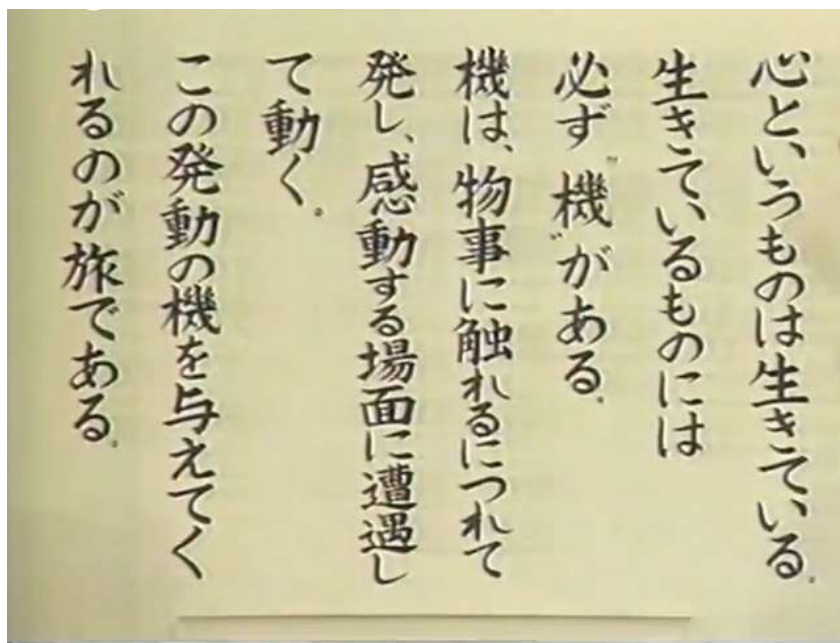 心というものは生きている。
生きているものには
必ず〝機〟がある。
機は、物事に触れるにつれて
発し、感動する場面に遭遇し
て動く。
この発動の機を与えてく
れるのが旅である。